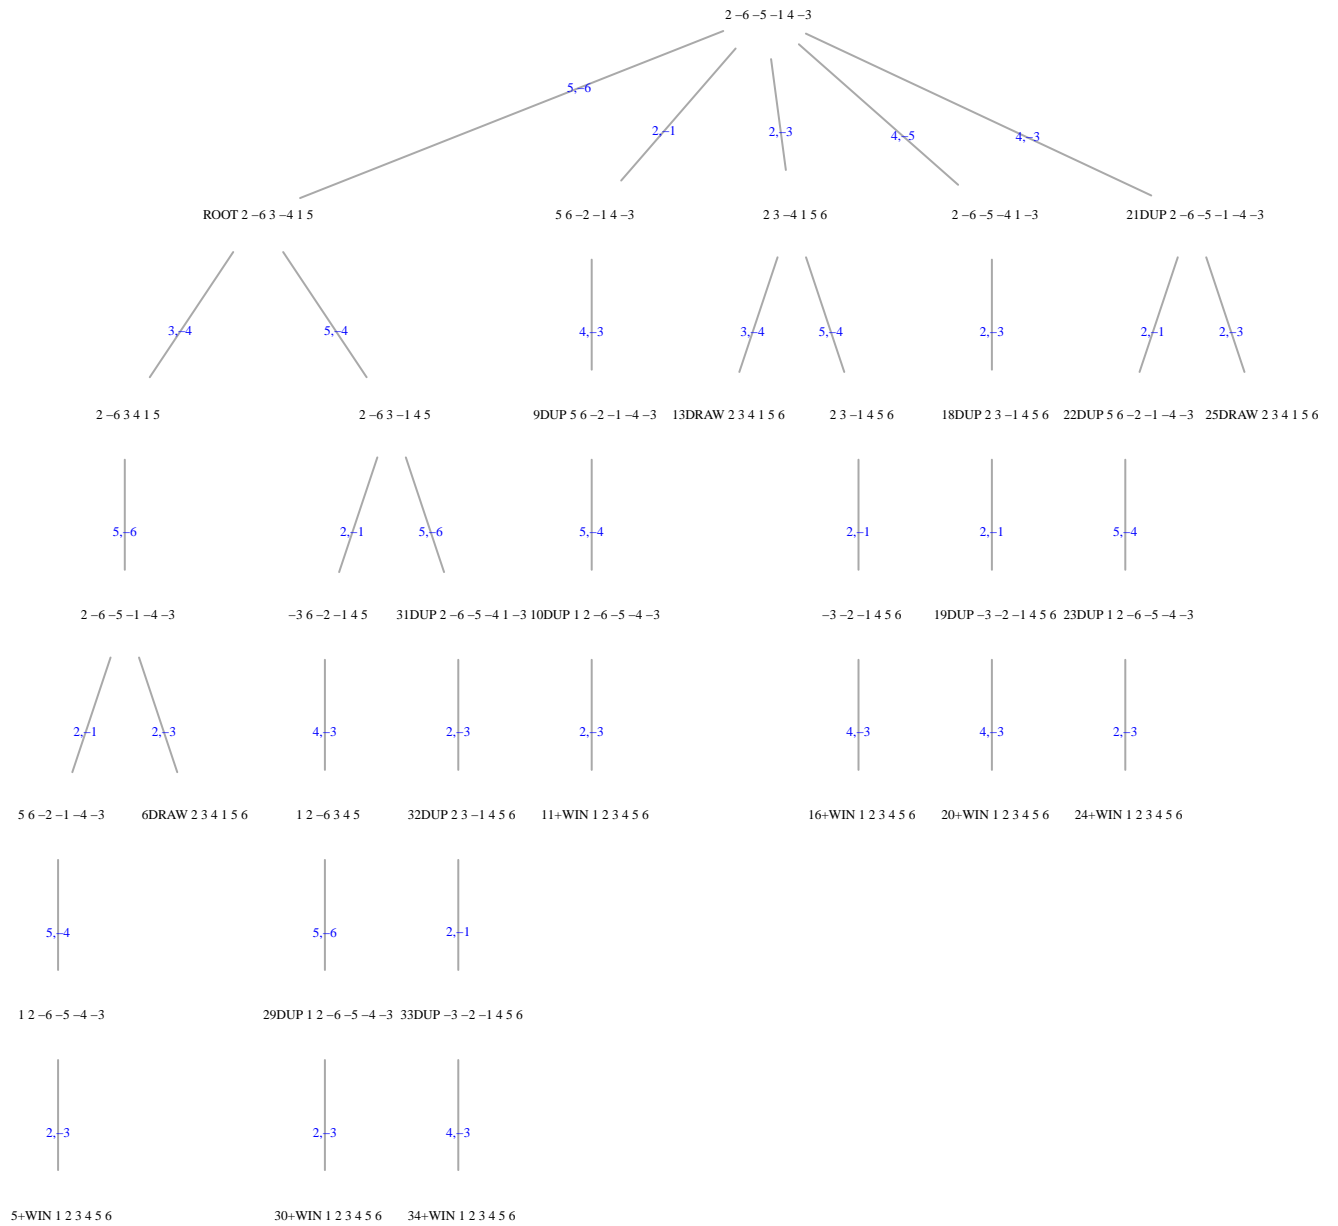 2 −6 −5 −1 4 −3
5,−6
2,−1
2,−3
4,−5
4,−3
ROOT 2 −6 3 −4 1 5
5 6 −2 −1 4 −3
2 3 −4 1 5 6
2 −6 −5 −4 1 −3
21DUP 2 −6 −5 −1 −4 −3
3,−4
5,−4
4,−3
3,−4
5,−4
2,−3
2,−1
2,−3
2 −6 3 4 1 5
2 −6 3 −1 4 5
9DUP 5 6 −2 −1 −4 −3
13DRAW 2 3 4 1 5 6
2 3 −1 4 5 6
18DUP 2 3 −1 4 5 6
22DUP 5 6 −2 −1 −4 −3
25DRAW 2 3 4 1 5 6
5,−6
2,−1
5,−6
5,−4
2,−1
2,−1
5,−4
2 −6 −5 −1 −4 −3
−3 6 −2 −1 4 5
31DUP 2 −6 −5 −4 1 −3
10DUP 1 2 −6 −5 −4 −3
−3 −2 −1 4 5 6
19DUP −3 −2 −1 4 5 6
23DUP 1 2 −6 −5 −4 −3
2,−1
2,−3
4,−3
2,−3
2,−3
4,−3
4,−3
2,−3
5 6 −2 −1 −4 −3
6DRAW 2 3 4 1 5 6
1 2 −6 3 4 5
32DUP 2 3 −1 4 5 6
11+WIN 1 2 3 4 5 6
16+WIN 1 2 3 4 5 6
20+WIN 1 2 3 4 5 6
24+WIN 1 2 3 4 5 6
5,−4
5,−6
2,−1
1 2 −6 −5 −4 −3
29DUP 1 2 −6 −5 −4 −3
33DUP −3 −2 −1 4 5 6
2,−3
2,−3
4,−3
5+WIN 1 2 3 4 5 6
30+WIN 1 2 3 4 5 6
34+WIN 1 2 3 4 5 6